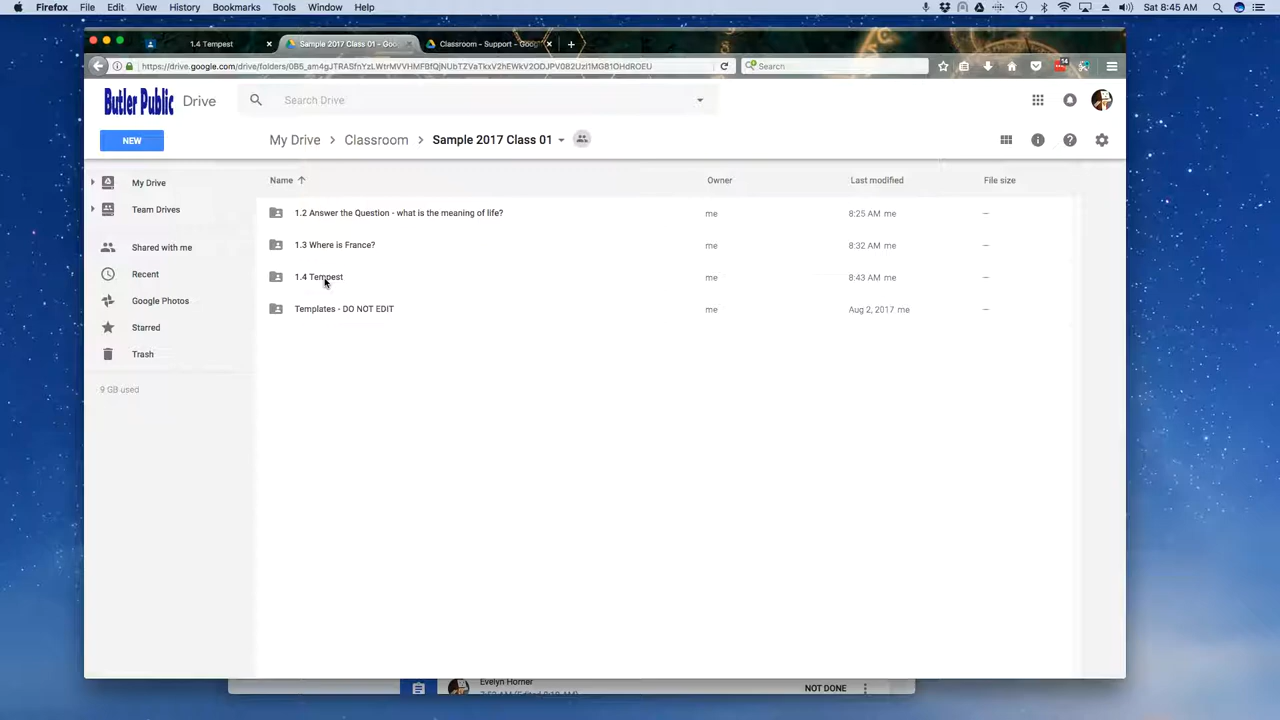 Firefox File Edit View History Bookmarks Tools Window Help Sat 8:45 AM
1.4 Tempest × Sample 2017 Class 01 - Goo Classroom - Support - Goo × +
Search 14
Butler Public Drive Search Drive
NEW My Drive > Classroom > Sample 2017 Class 01
Name Owner Last modified File size
My Drive
Team Drives
Shared with me
Recent
Google Photos
Starred
Trash
9 GB used
1.2 Answer the Question - what is the meaning of life? me 8:25 AM me –
1.3 Where is France? me 8:32 AM me –
1.4 Tempest me 8:43 AM me –
Templates - DO NOT EDIT me Aug 2, 2017 me –
Evelyn Horner
NOT DONE